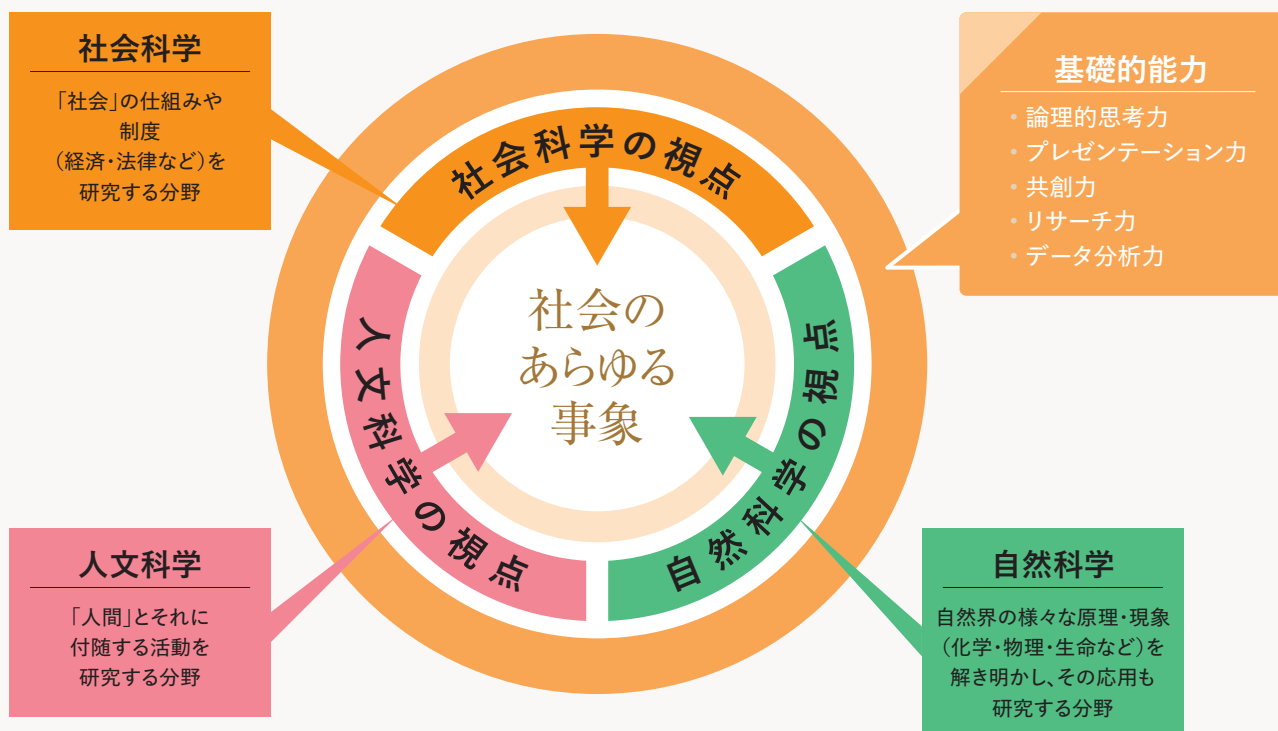 社会科学
「社会」の仕組みや
制度
（経済・法律など）を
研究する分野
基礎的能力
・論理的思考力
・プレゼンテーション力
・共創力
・リサーチ力
・データ分析力
社会科学の視点
人文科学の視点
自然科学の視点
社会の
あらゆる
事象
人文科学
「人間」とそれに
付随する活動を
研究する分野
自然科学
自然界の様々な原理・現象
（化学・物理・生命など）を
解き明かし、その応用も
研究する分野